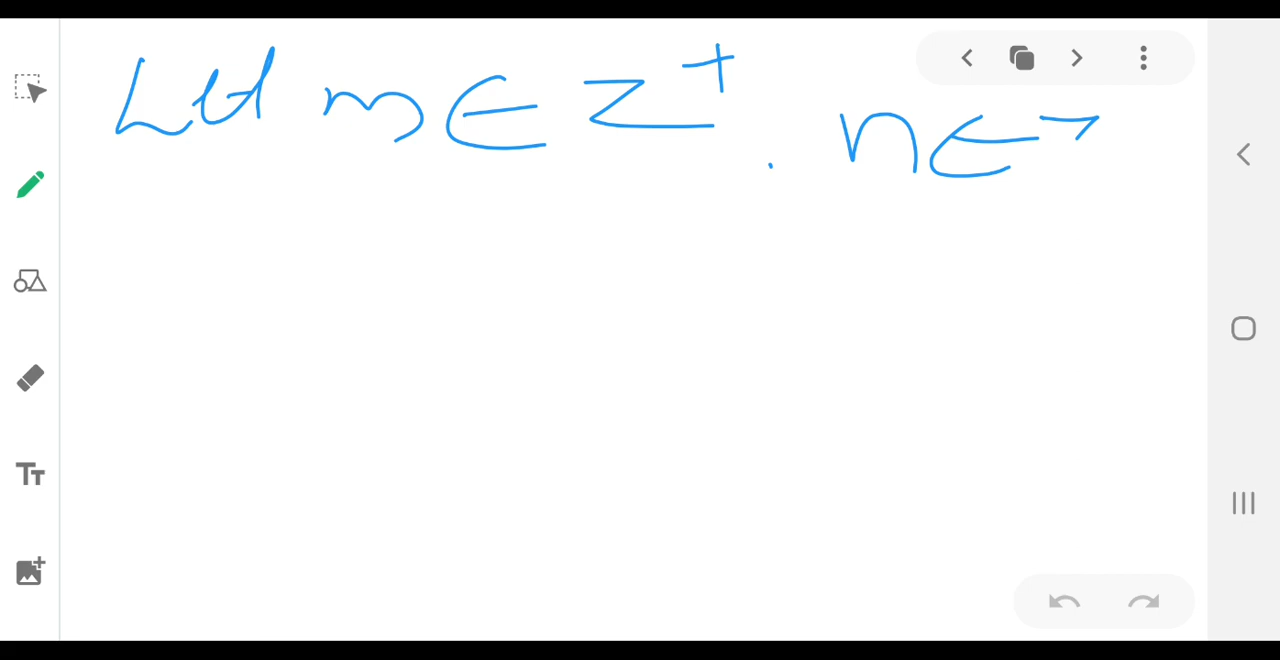 Let m ∈ Z⁺. n ∈